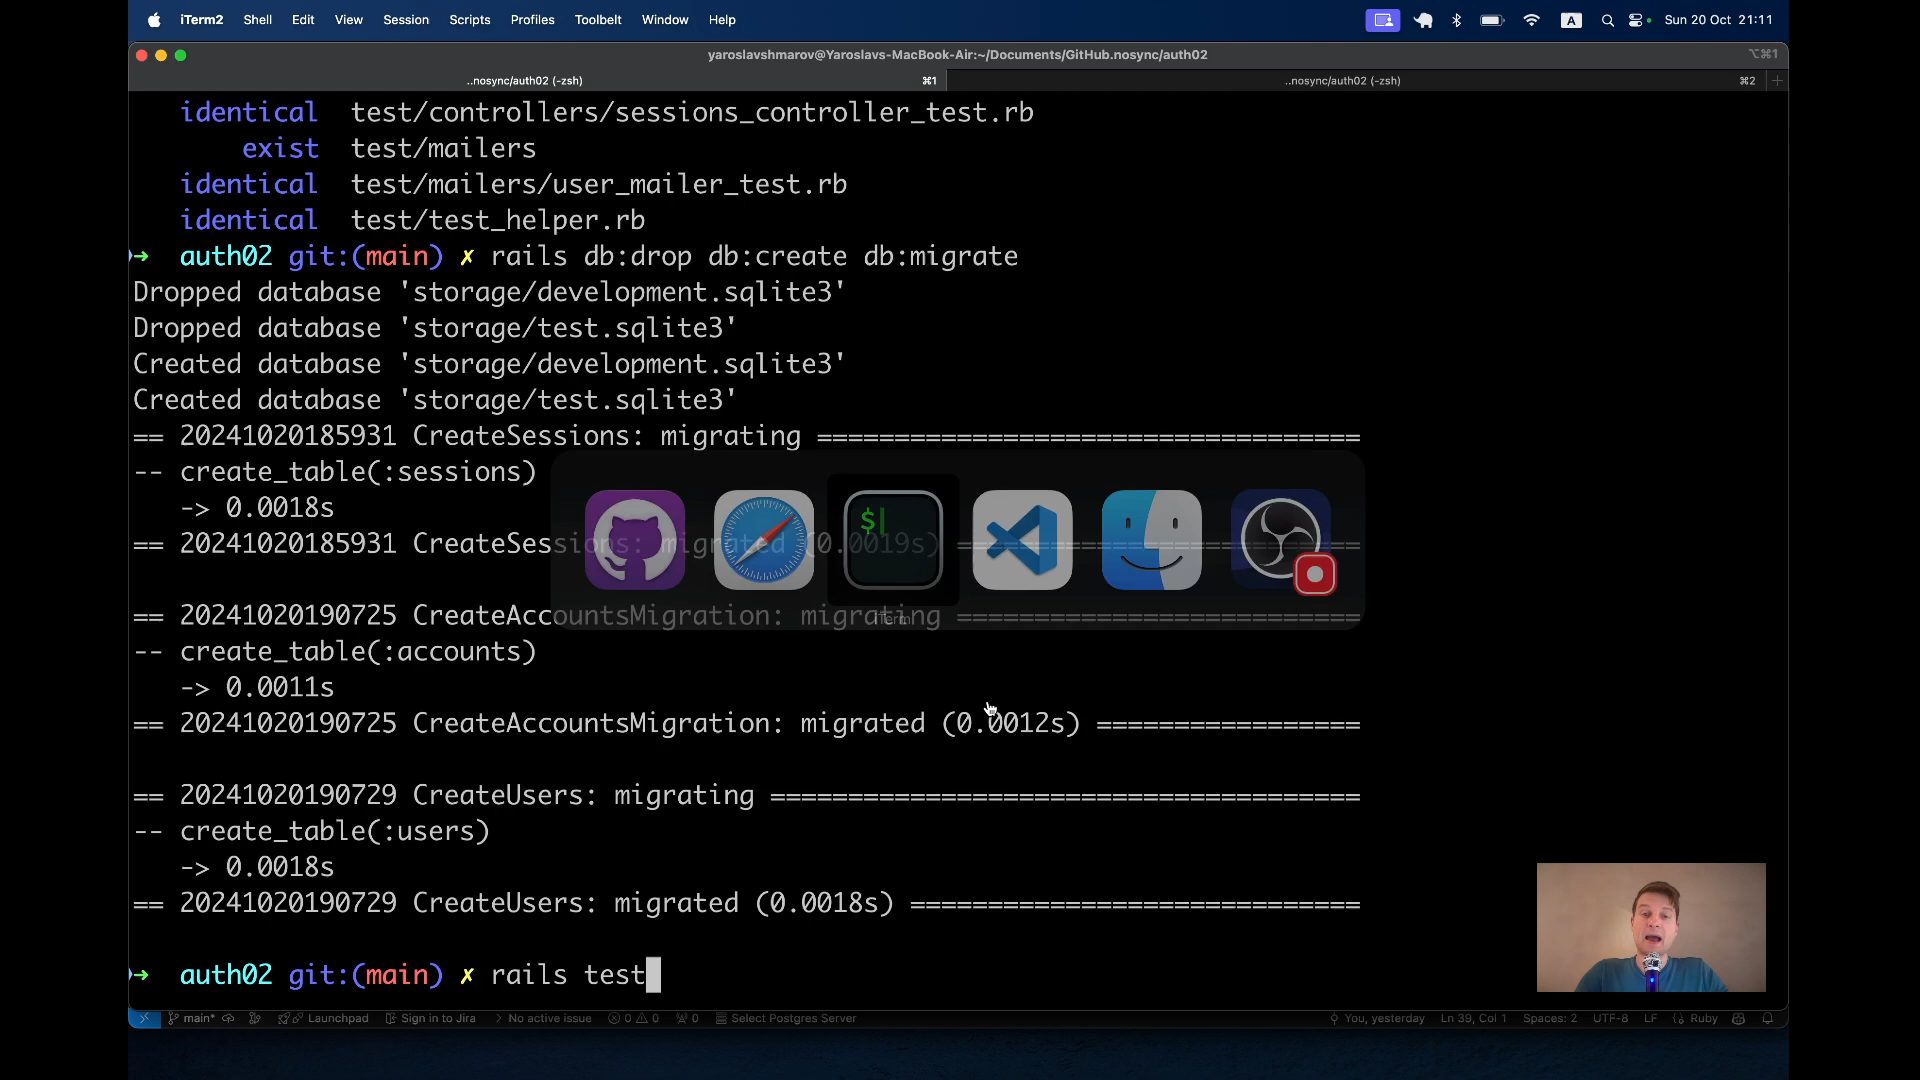 iTerm2 Shell Edit View Session Scripts Profiles Toolbelt Window Help
A Sun 20 Oct 21:11
yaroslavshmarov@Yaroslavs-MacBook-Air:~/Documents/GitHub.nosync/auth02 ⌥⌘1
..nosync/auth02 (-zsh) ⌘1 ..nosync/auth02 (-zsh) ⌘2 +
identical test/controllers/sessions_controller_test.rb
exist test/mailers
identical test/mailers/user_mailer_test.rb
identical test/test_helper.rb
➜ auth02 git:(main) ✗ rails db:drop db:create db:migrate
Dropped database 'storage/development.sqlite3'
Dropped database 'storage/test.sqlite3'
Created database 'storage/development.sqlite3'
Created database 'storage/test.sqlite3'
== 20241020185931 CreateSessions: migrating ===================================
-- create_table(:sessions)
-> 0.0018s
== 20241020185931 CreateSessions: migrated (0.0019s) ==========================
== 20241020190725 CreateAccountsMigration: migrating ==========================
-- create_table(:accounts)
-> 0.0011s
== 20241020190725 CreateAccountsMigration: migrated (0.0012s) =================
== 20241020190729 CreateUsers: migrating ======================================
-- create_table(:users)
-> 0.0018s
== 20241020190729 CreateUsers: migrated (0.0018s) =============================
➜ auth02 git:(main) ✗ rails test
$
iTerm
main* Launchpad Sign in to Jira No active issue 0 0 0 Select Postgres Server You, yesterday Ln 39, Col 1 Spaces: 2 UTF-8 LF Ruby